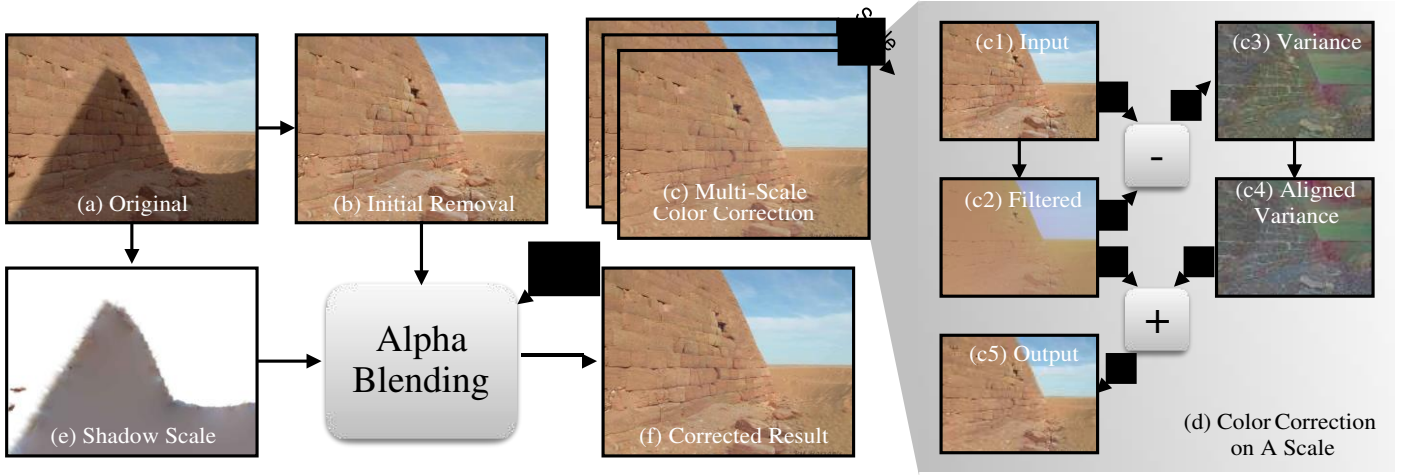 (a) Original
(b) Initial Removal
(c) Multi-Scale
Color Correction
(c1) Input
(c3) Variance
-
(c2) Filtered
(c4) Aligned
Variance
+
(c5) Output
(d) Color Correction
on A Scale
(e) Shadow Scale
Alpha
Blending
(f) Corrected Result